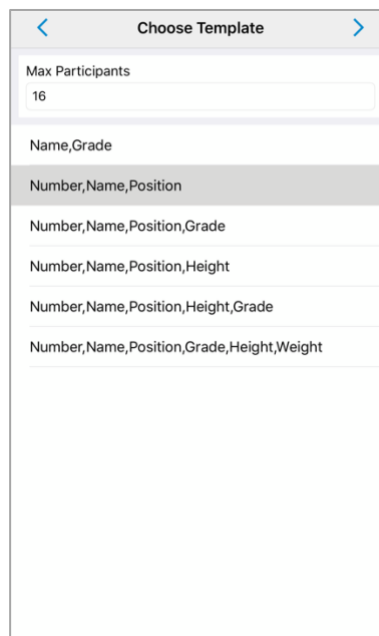 Choose Template
Max Participants
16
Name,Grade
Number,Name,Position
Number,Name,Position,Grade
Number,Name,Position,Height
Number,Name,Position,Height,Grade
Number,Name,Position,Grade,Height,Weight